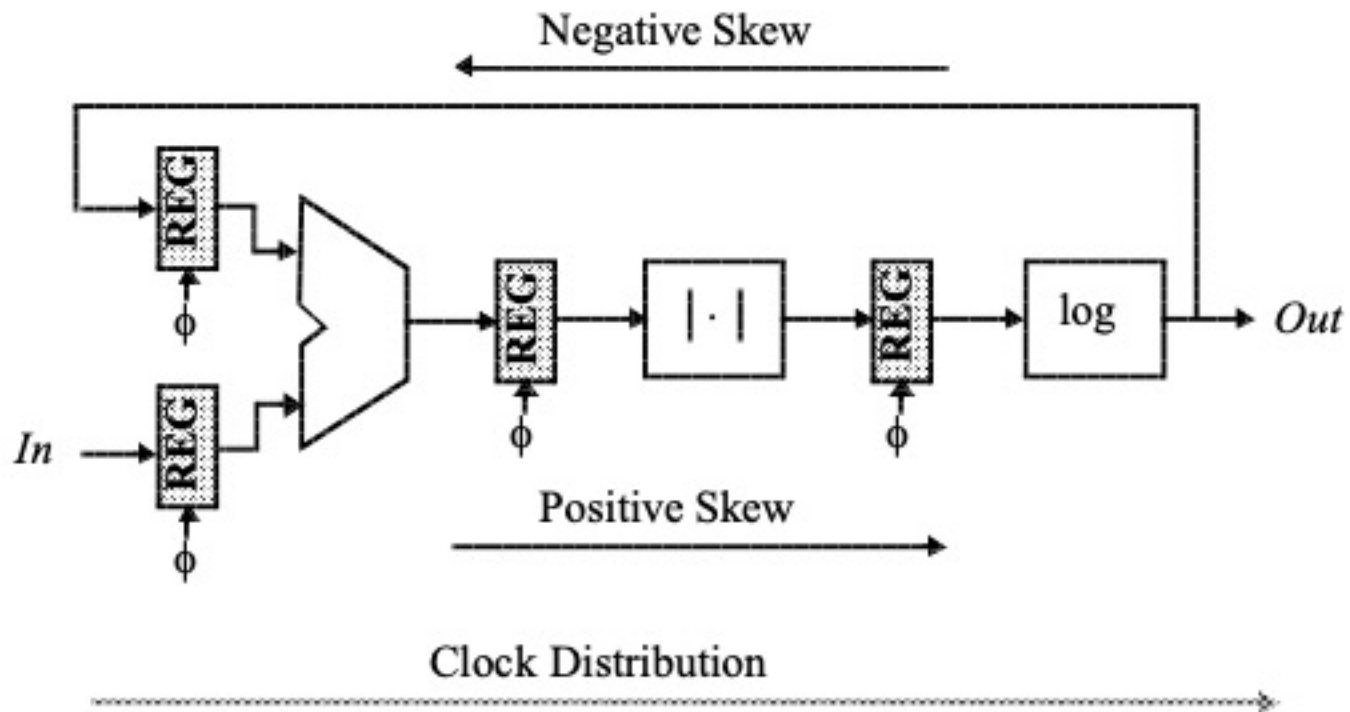 Negative Skew
REG
ϕ
REG
ϕ
REG
ϕ
log
Out
In
REG
ϕ
Positive Skew
Clock Distribution
| · |